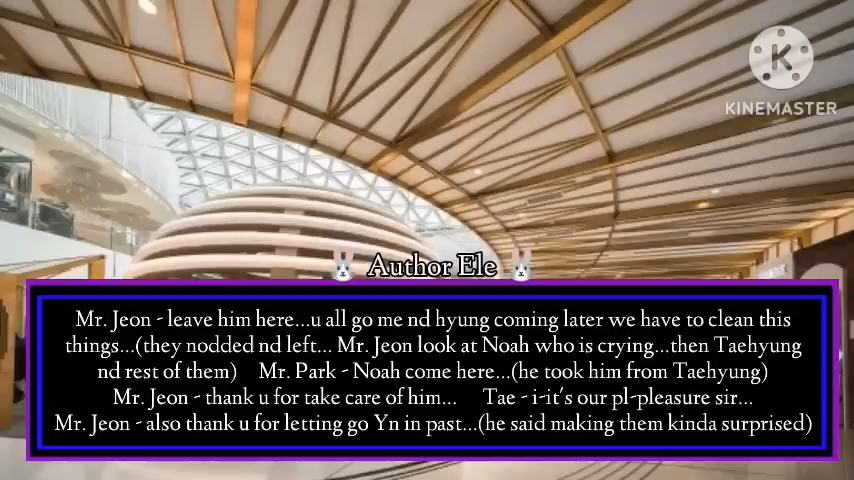 KINEMASTER
Author Ele
Mr. Jeon - leave him here...u all go me nd hyung coming later we have to clean this
things...(they nodded nd left... Mr. Jeon look at Noah who is crying...then Taehyung
nd rest of them) Mr. Park - Noah come here...(he took him from Taehyung)
Mr. Jeon - thank u for take care of him... Tae - i-it's our pl-pleasure sir...
Mr. Jeon - also thank u for letting go Yn in past...(he said making them kinda surprised)